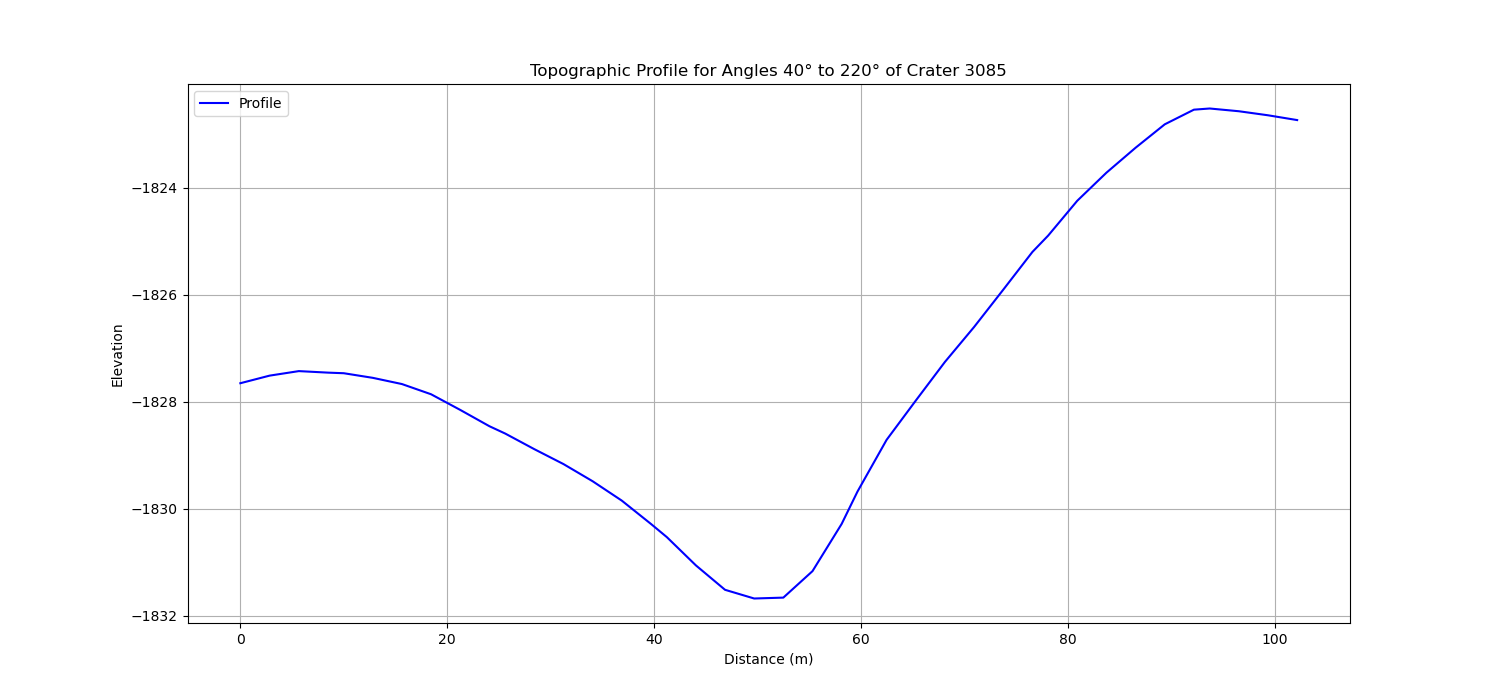 Topographic Profile for Angles 40° to 220° of Crater 3085
Profile
−1824
−1826
−1828
−1830
−1832
Elevation
0 20 40 60 80 100
Distance (m)